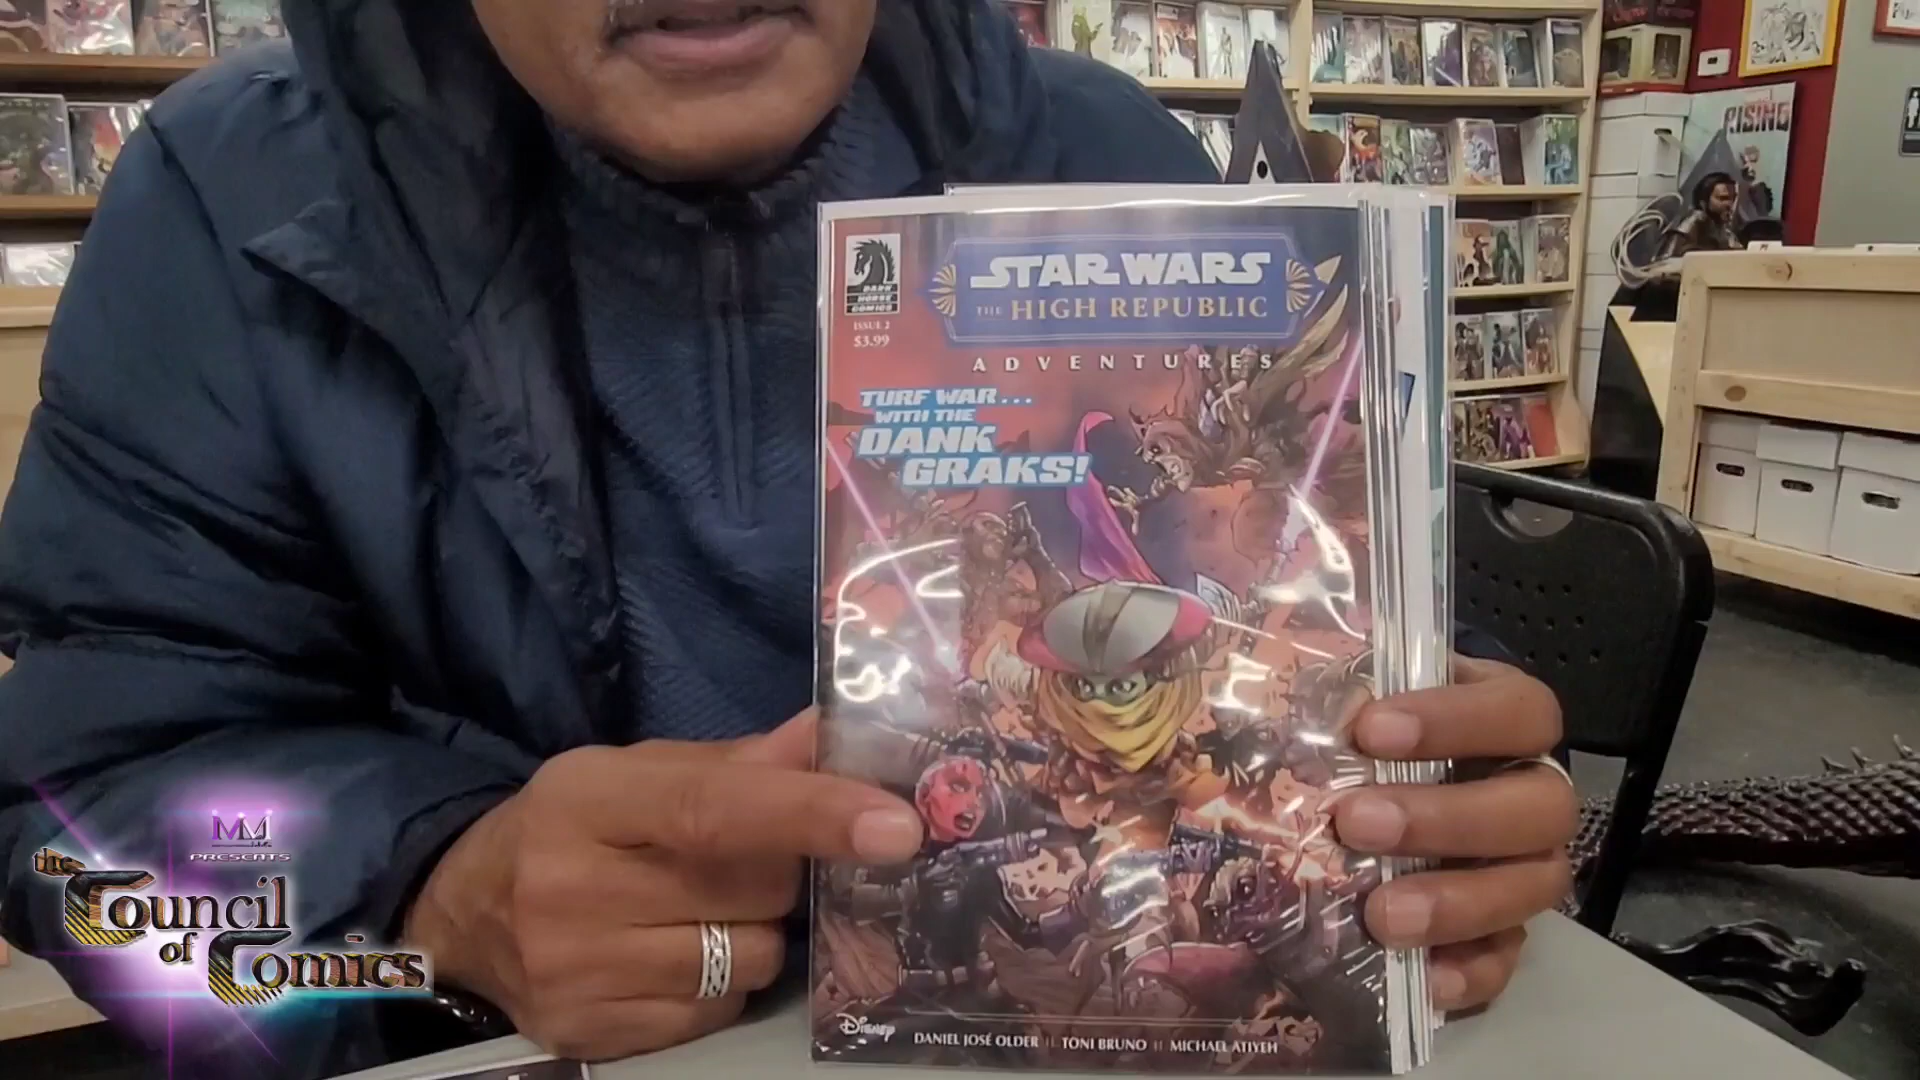 RISING
DARK
HORSE
COMICS
ISSUE 2
$3.99
STAR WARS
THE HIGH REPUBLIC
ADVENTURES
TURF WAR...
WITH THE
DANK
GRAKS!
Disney
DANIEL JOSÉ OLDER TONI BRUNO MICHAEL ATIYEH
MM
PRESENTS
the
Council
of
Comics